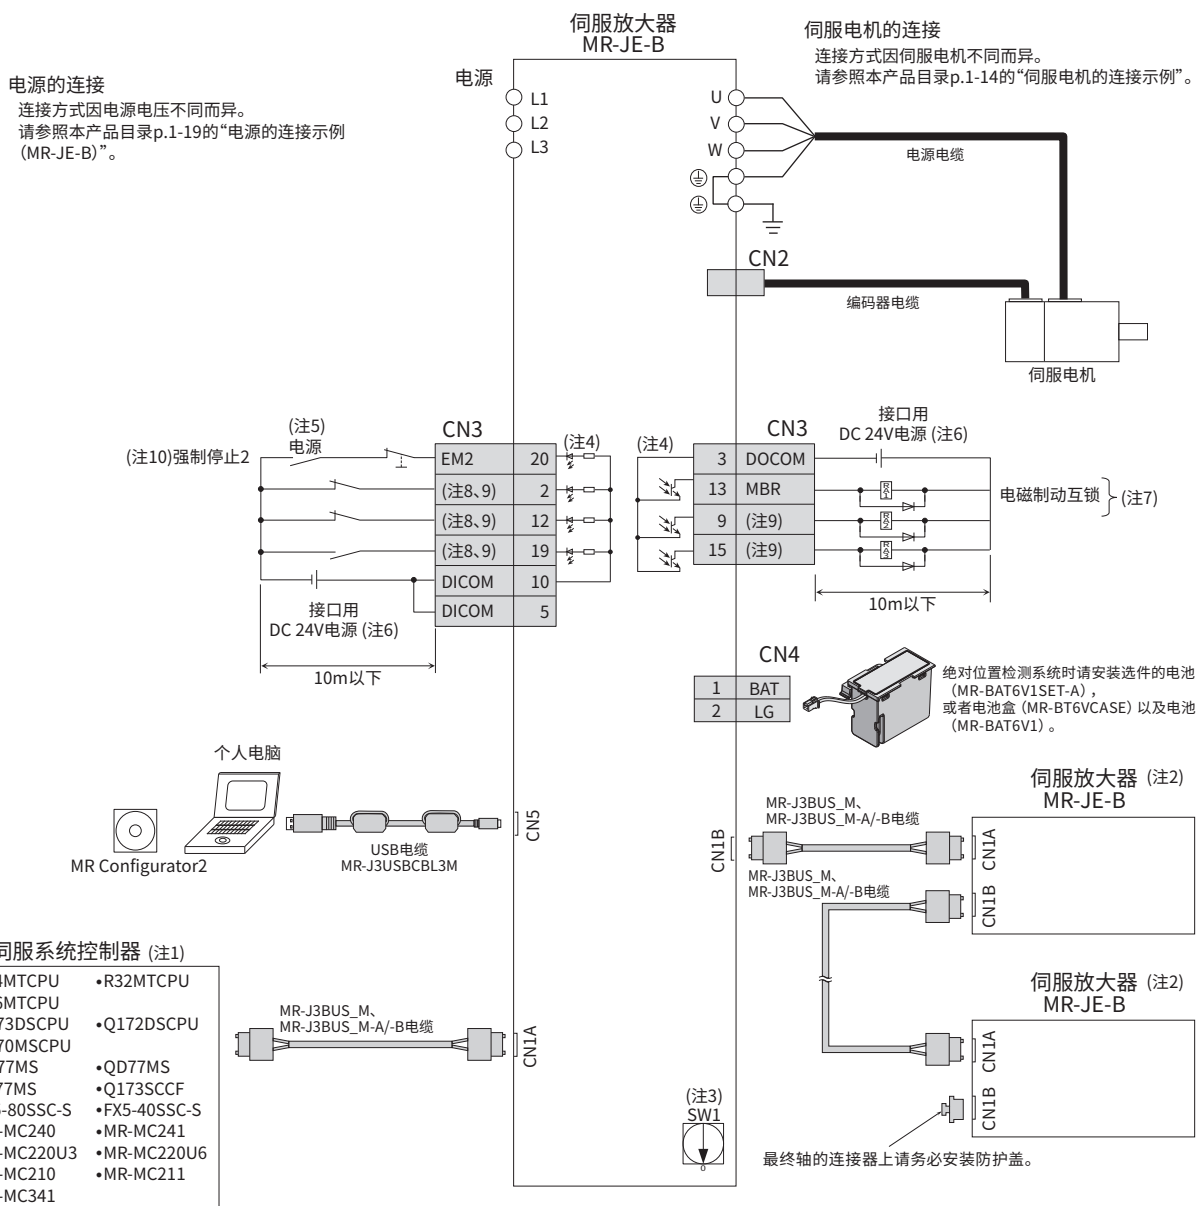 伺服放大器
MR-JE-B
伺服电机的连接
连接方式因伺服电机不同而异。
请参照本产品目录p.1-14的“伺服电机的连接示例”。
电源的连接
连接方式因电源电压不同而异。
请参照本产品目录p.1-19的“电源的连接示例
（MR-JE-B）”。
电源
L1
L2
L3
U
V
W
电源电缆
CN2
编码器电缆
伺服电机
(注10)强制停止2
(注5)
电源
CN3
(注4)
EM2 20
(注8、9) 2
(注8、9) 12
(注8、9) 19
DICOM 10
DICOM 5
接口用
DC 24V电源 (注6)
10m以下
(注4)
CN3
接口用
DC 24V电源 (注6)
3 DOCOM
13 MBR
9 (注9)
15 (注9)
RA1
RA2
RA3
电磁制动互锁 (注7)
10m以下
CN4
1 BAT
2 LG
绝对位置检测系统时请安装选件的电池
（MR-BAT6V1SET-A），
或者电池盒（MR-BT6VCASE）以及电池
（MR-BAT6V1）。
个人电脑
MR Configurator2
USB电缆
MR-J3USBCBL3M
CN5
CN1B
MR-J3BUS_M、
MR-J3BUS_M-A/-B电缆
MR-J3BUS_M、
MR-J3BUS_M-A/-B电缆
伺服放大器 (注2)
MR-JE-B
CN1A
CN1B
伺服放大器 (注2)
MR-JE-B
CN1A
CN1B
最终轴的连接器上请务必安装防护盖。
伺服系统控制器 (注1)
4MTCPU •R32MTCPU
6MTCPU
73DSCPU •Q172DSCPU
70MSCPU
77MS •QD77MS
77MS •Q173SCCF
-80SSC-S •FX5-40SSC-S
-MC240 •MR-MC241
-MC220U3 •MR-MC220U6
-MC210 •MR-MC211
-MC341
MR-J3BUS_M、
MR-J3BUS_M-A/-B电缆
CN1A
(注3)
SW1
0